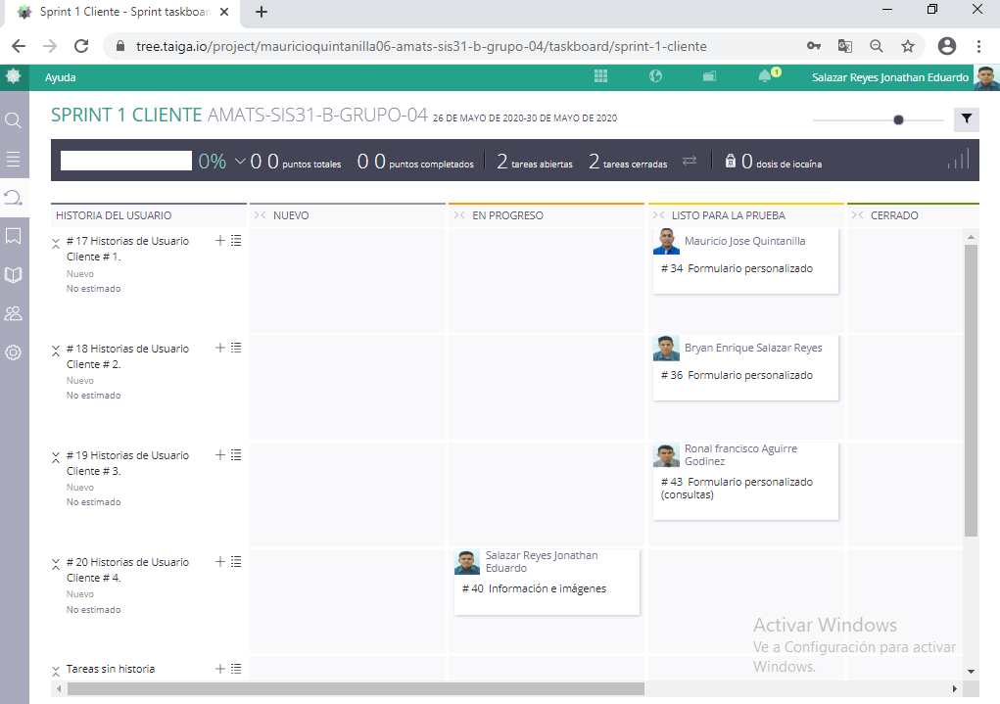 Sprint 1 Cliente - Sprint taskboar
tree.taiga.io/project/mauricioquintanilla06-amats-sis31-b-grupo-04/taskboard/sprint-1-cliente
Ayuda
1
Salazar Reyes Jonathan Eduardo
SPRINT 1 CLIENTE AMATS-SIS31-B-GRUPO-04 26 DE MAYO DE 2020-30 DE MAYO DE 2020
0% 0 0 puntos totales 0 0 puntos completados 2 tareas abiertas 2 tareas cerradas 0 dosis de iocaína
HISTORIA DEL USUARIO NUEVO EN PROGRESO LISTO PARA LA PRUEBA CERRADO
# 17 Historias de Usuario
Cliente # 1.
Nuevo
No estimado
Mauricio Jose Quintanilla
# 34 Formulario personalizado
# 18 Historias de Usuario
Cliente # 2.
Nuevo
No estimado
Bryan Enrique Salazar Reyes
# 36 Formulario personalizado
# 19 Historias de Usuario
Cliente # 3.
Nuevo
No estimado
Ronal francisco Aguirre
Godinez
# 43 Formulario personalizado
(consultas)
# 20 Historias de Usuario
Cliente # 4.
Nuevo
No estimado
Salazar Reyes Jonathan
Eduardo
# 40 Información e imágenes
Tareas sin historia
Activar Windows
Ve a Configuración para activar
Windows.